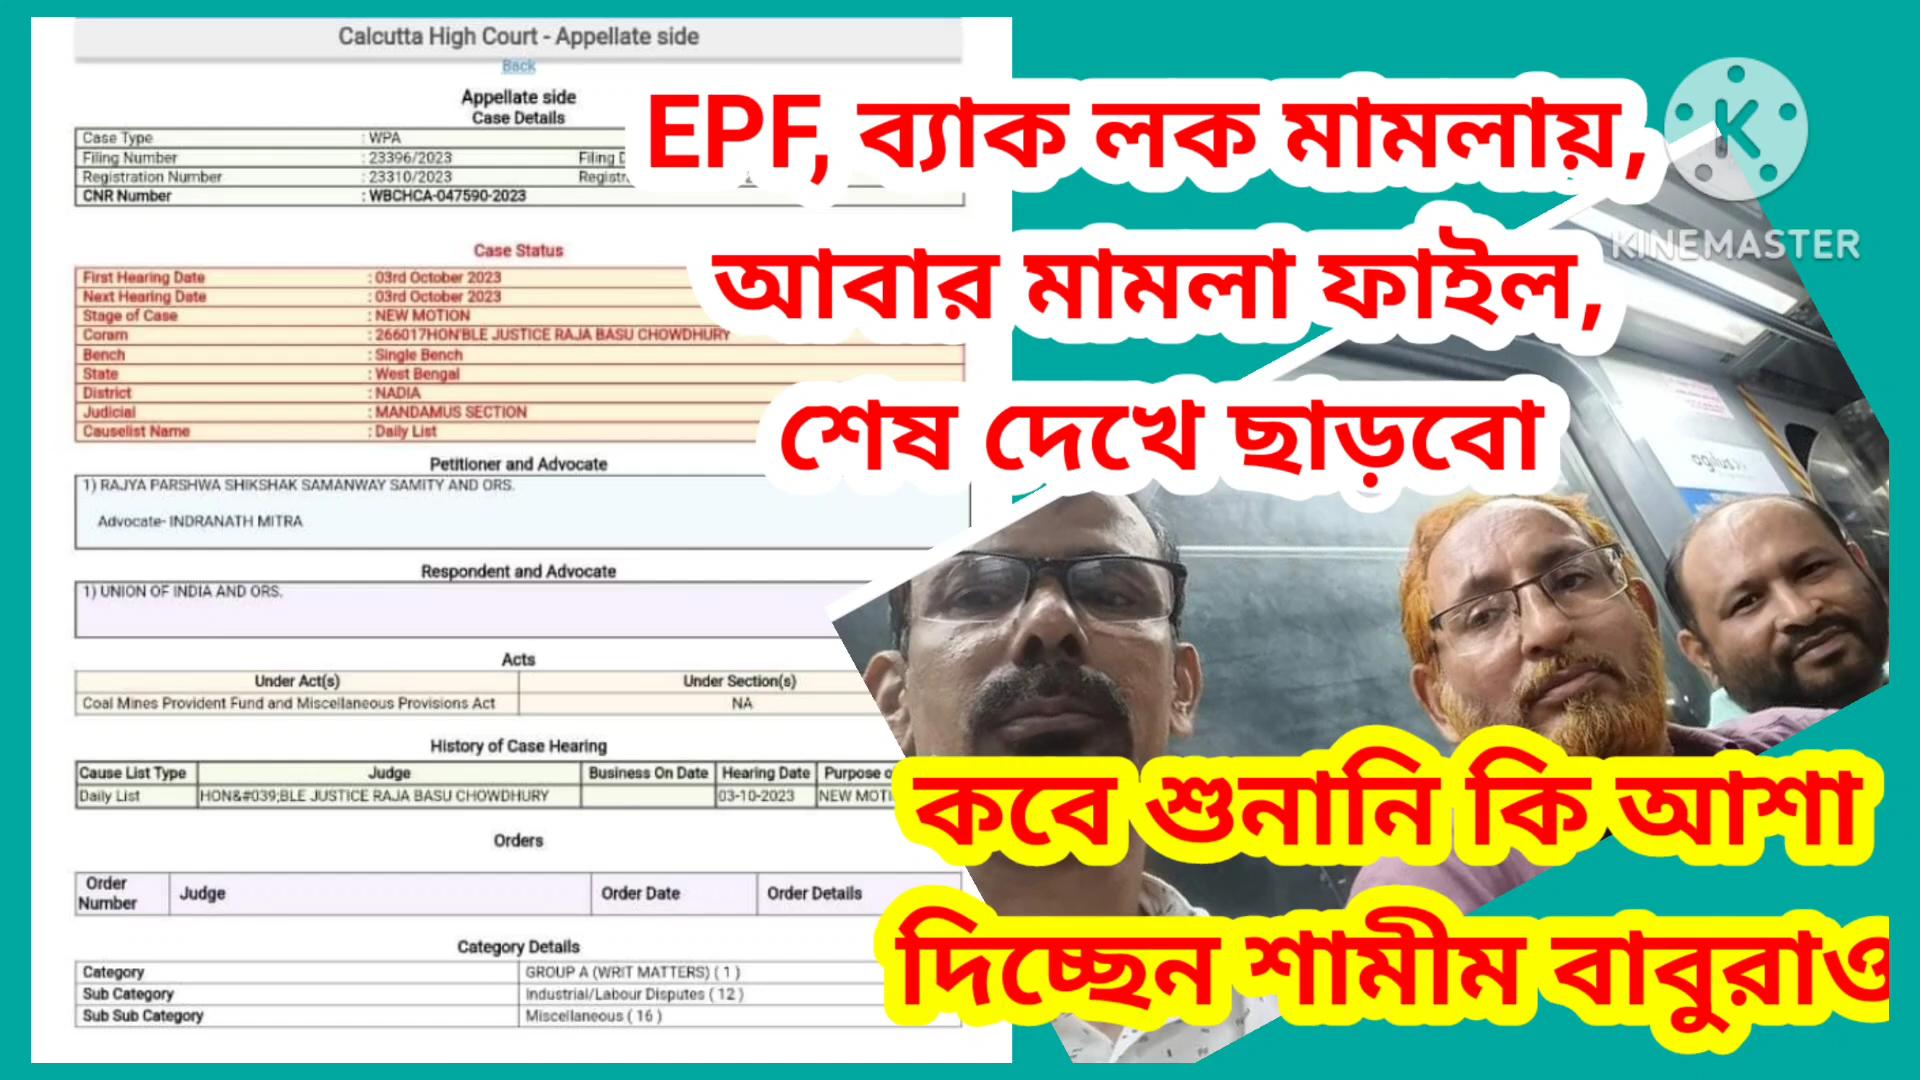 Calcutta High Court - Appellate side
Back
Appellate side
Case Details
Case Type : WPA
Filing Number : 23396/2023 Filing
Registration Number : 23310/2023
CNR Number : WBCHCA-047590-2023
Case Status
First Hearing Date : 03rd October 2023
Next Hearing Date : 03rd October 2023
Stage of Case : NEW MOTION
Coram : 266017HON'BLE JUSTICE RAJA BASU CHOWDHURY
Bench : Single Bench
State : West Bengal
District : NADIA
Judicial : MANDAMUS SECTION
Causelist Name : Daily List
Petitioner and Advocate
1) RAJYA PARSHWA SHIKSHAK SAMANWAY SAMITY AND ORS.
Advocate- INDRANATH MITRA
Respondent and Advocate
1) UNION OF INDIA AND ORS.
Acts
Under Act(s) Under Section(s)
Coal Mines Provident Fund and Miscellaneous Provisions Act NA
History of Case Hearing
Cause List Type Judge Business On Date Hearing Date Purpose
Daily List HON&#039;BLE JUSTICE RAJA BASU CHOWDHURY 03-10-2023 NEW
Orders
Order Number Judge Order Date Order Details
Category Details
Category GROUP A (WRIT MATTERS) ( 1 )
Sub Category Industrial/Labour Disputes ( 12 )
Sub Sub Category Miscellaneous ( 16 )
EPF, ব্যাক লক মামলায়,
আবার মামলা ফাইল,
শেষ দেখে ছাড়বো
K
KINEMASTER
agilus
কবে শুনানি কি আশা
দিচ্ছেন শামীম বাবুরাও